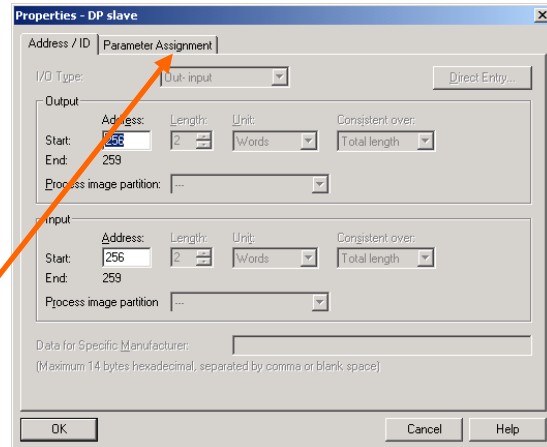 Properties - DP slave
Address / ID Parameter Assignment
I/O Type: Out- input Direct Entry...
Output
Address: Length: Unit: Consistent over:
Start: 256 2 Words Total length
End: 259
Process image partition: ---
Input
Address: Length: Unit: Consistent over:
Start: 256 2 Words Total length
End: 259
Process image partition ---
Data for Specific Manufacturer:
(Maximum 14 bytes hexadecimal, separated by comma or blank space)
OK Cancel Help